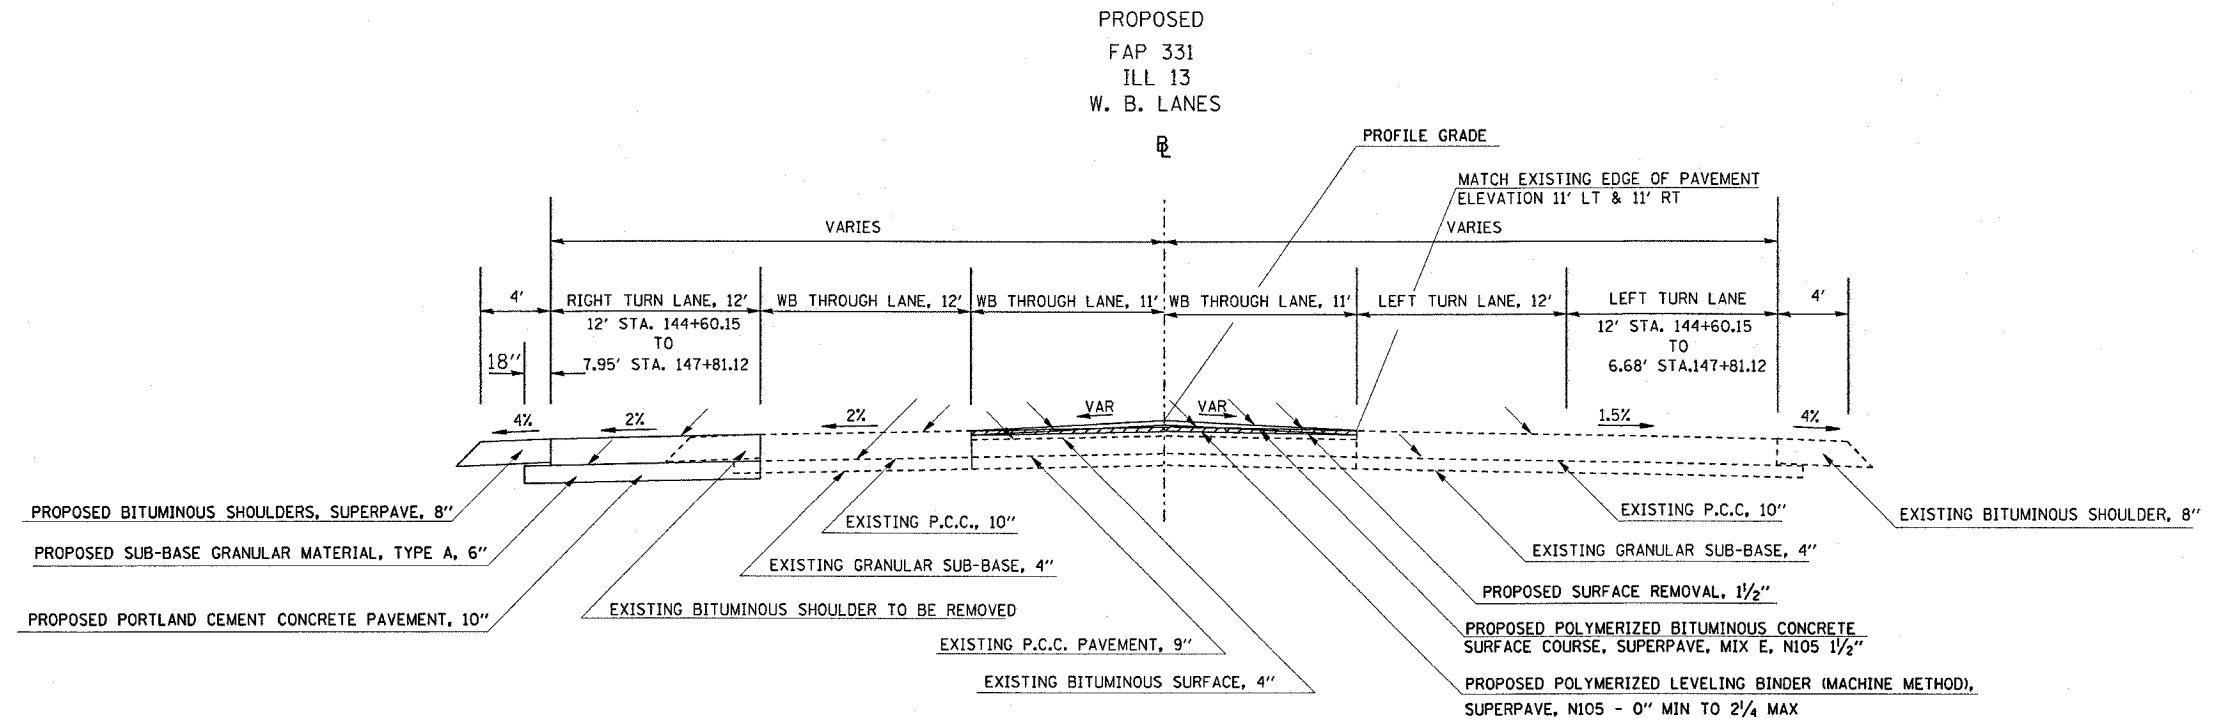 PROPOSED
FAP 331
ILL 13
W. B. LANES
PROFILE GRADE
MATCH EXISTING EDGE OF PAVEMENT
ELEVATION 11' LT & 11' RT
VARIES
VARIES
4'
RIGHT TURN LANE, 12'
WB THROUGH LANE, 12'
WB THROUGH LANE, 11'
WB THROUGH LANE, 11'
LEFT TURN LANE, 12'
LEFT TURN LANE
4'
12' STA. 144+60.15
TO
7.95' STA. 147+81.12
12' STA. 144+60.15
TO
6.68' STA.147+81.12
18"
4%
2%
2%
VAR
VAR
1.5%
4%
PROPOSED BITUMINOUS SHOULDERS, SUPERPAVE, 8"
EXISTING P.C.C., 10"
EXISTING P.C.C, 10"
EXISTING BITUMINOUS SHOULDER, 8"
PROPOSED SUB-BASE GRANULAR MATERIAL, TYPE A, 6"
EXISTING GRANULAR SUB-BASE, 4"
EXISTING GRANULAR SUB-BASE, 4"
PROPOSED SURFACE REMOVAL, 1½"
PROPOSED PORTLAND CEMENT CONCRETE PAVEMENT, 10"
EXISTING BITUMINOUS SHOULDER TO BE REMOVED
PROPOSED POLYMERIZED BITUMINOUS CONCRETE
SURFACE COURSE, SUPERPAVE, MIX E, N105 1½"
EXISTING P.C.C. PAVEMENT, 9"
EXISTING BITUMINOUS SURFACE, 4"
PROPOSED POLYMERIZED LEVELING BINDER (MACHINE METHOD),
SUPERPAVE, N105 - 0" MIN TO 2¼ MAX